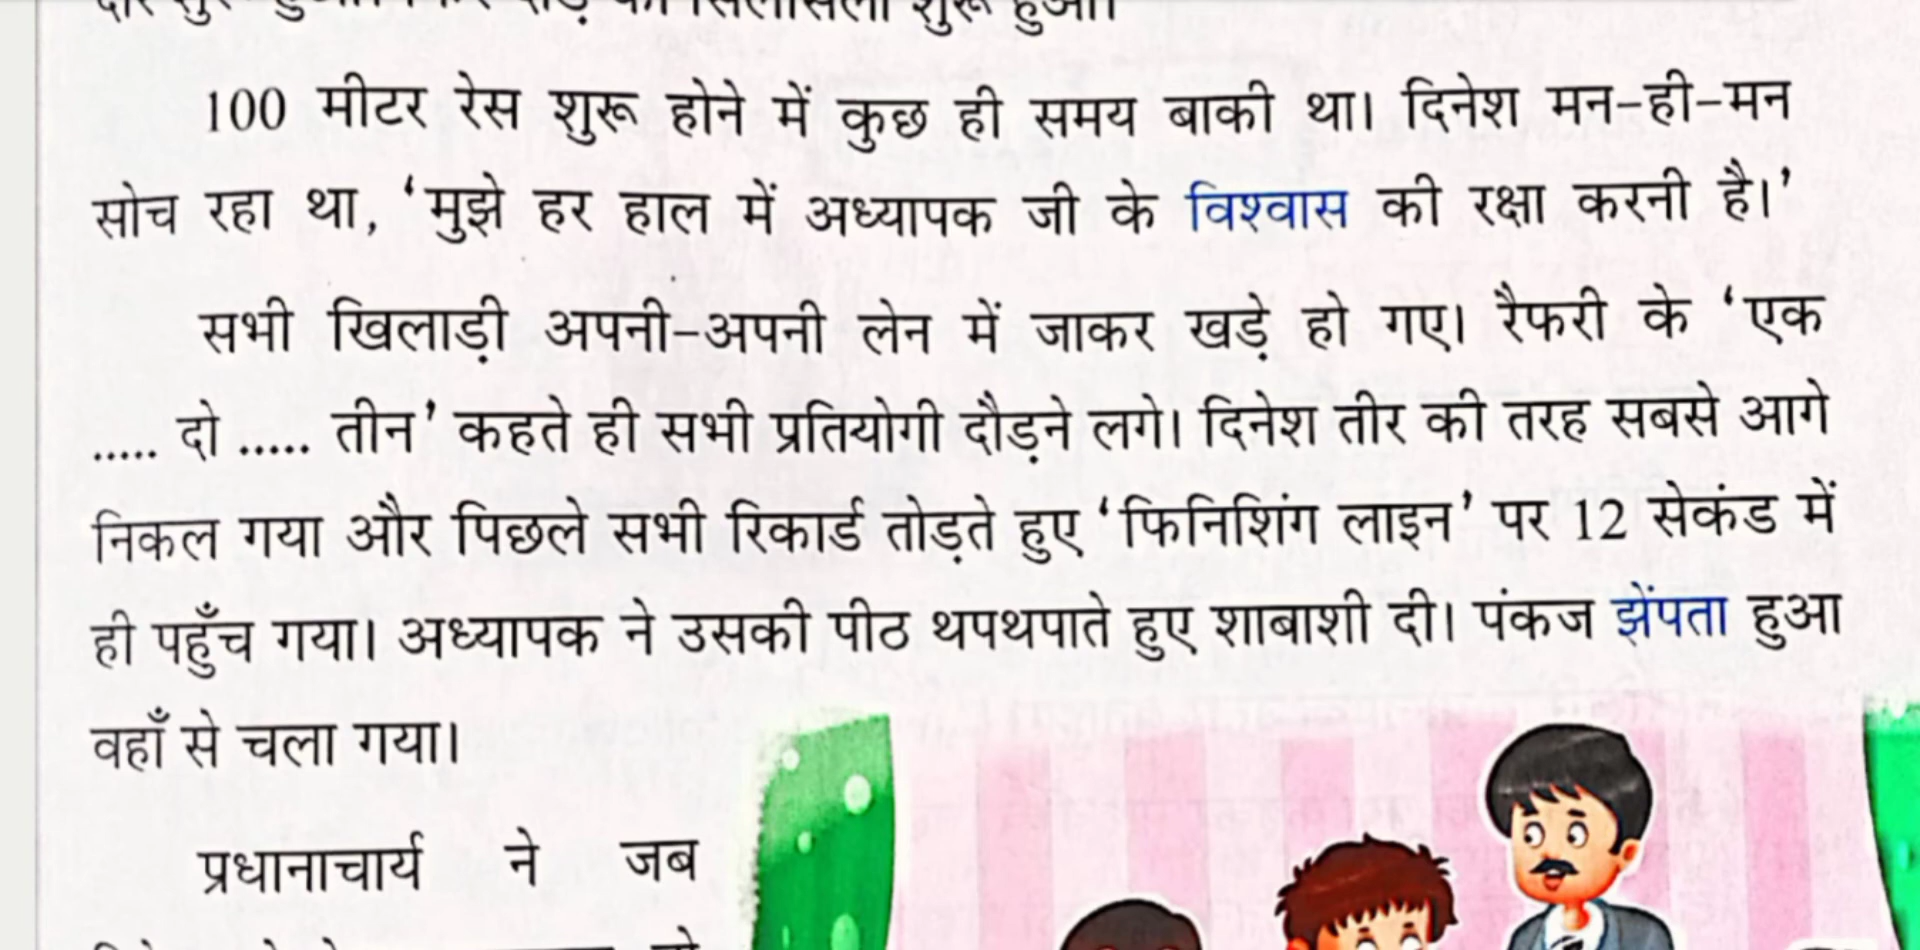 सिलसिला शुरू हुआ।
100 मीटर रेस शुरू होने में कुछ ही समय बाकी था। दिनेश मन-ही-मन
सोच रहा था, ‘मुझे हर हाल में अध्यापक जी के विश्वास की रक्षा करनी है।’
सभी खिलाड़ी अपनी-अपनी लेन में जाकर खड़े हो गए। रैफरी के ‘एक
..... दो ..... तीन’ कहते ही सभी प्रतियोगी दौड़ने लगे। दिनेश तीर की तरह सबसे आगे
निकल गया और पिछले सभी रिकार्ड तोड़ते हुए ‘फिनिशिंग लाइन’ पर 12 सेकंड में
ही पहुँच गया। अध्यापक ने उसकी पीठ थपथपाते हुए शाबाशी दी। पंकज झेंपता हुआ
वहाँ से चला गया।
प्रधानाचार्य ने जब